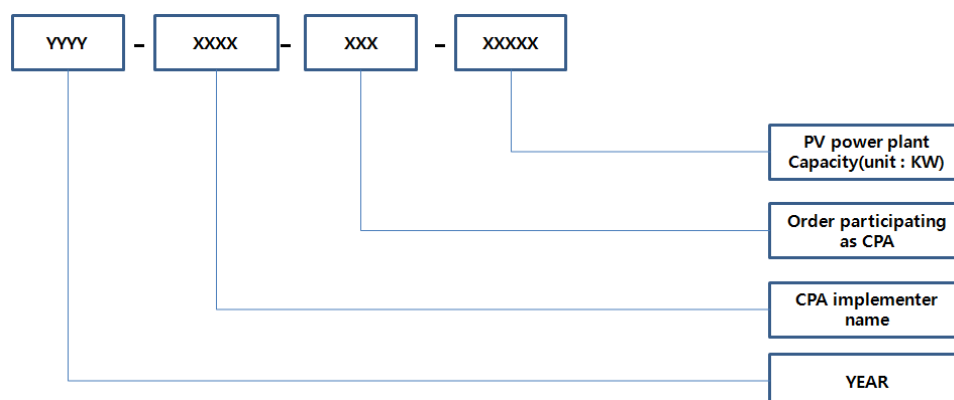 YYYY - XXXX - XXX - XXXXX
PV power plant
Capacity(unit : KW)
Order participating
as CPA
CPA implementer
name
YEAR